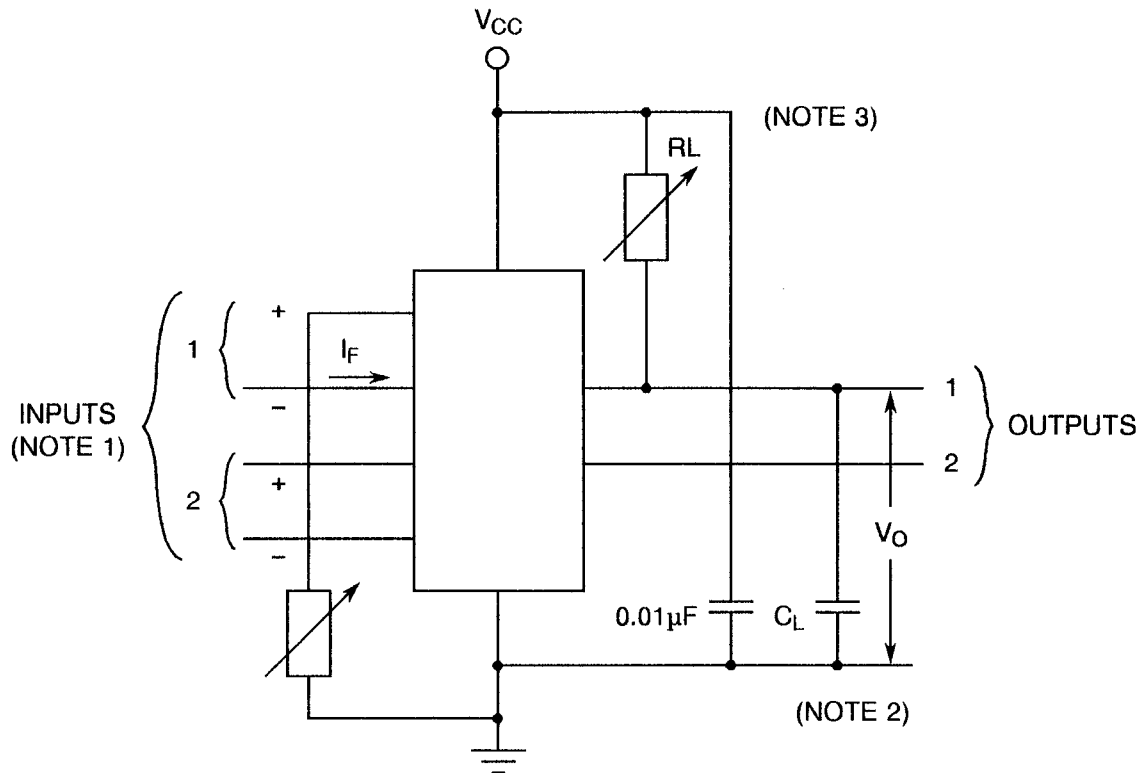 VCC
(NOTE 3)
RL
+
1
IF
−
INPUTS
(NOTE 1)
+
2
−
1
OUTPUTS
2
VO
0.01µF
CL
(NOTE 2)